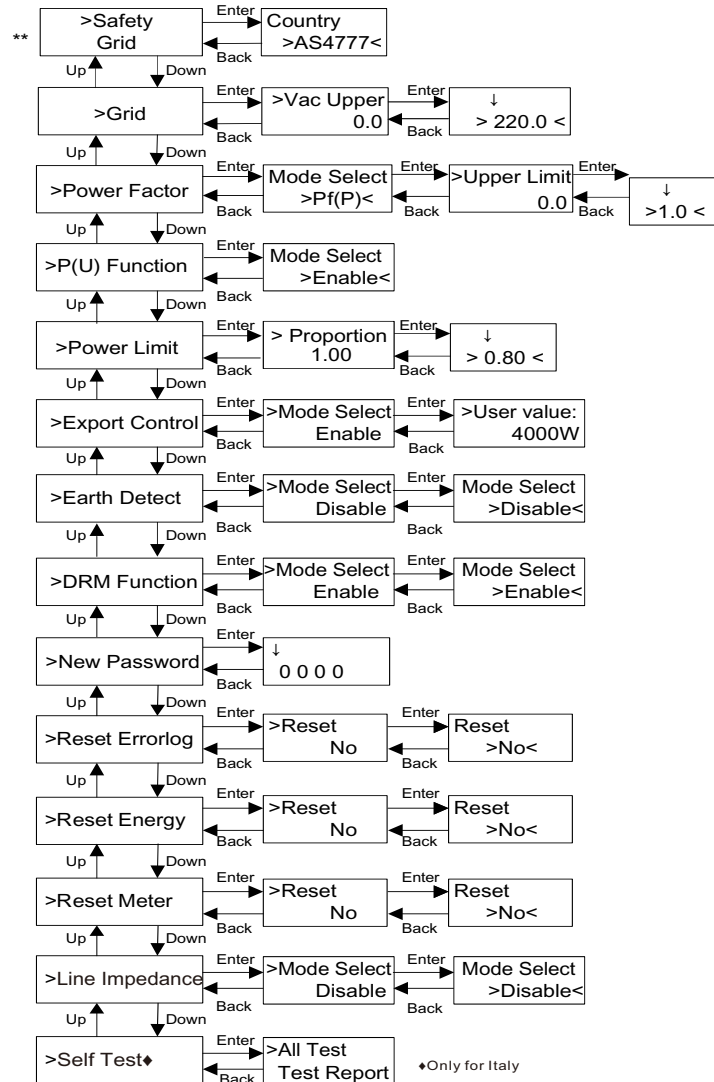 **
>Safety
Grid
Enter
Back
Country
>AS4777<
Up
Down
>Grid
Enter
Back
>Vac Upper
0.0
Enter
Back
↓
> 220.0 <
Up
Down
>Power Factor
Enter
Back
Mode Select
>Pf(P)<
Enter
Back
>Upper Limit
0.0
Enter
Back
↓
>1.0 <
Up
Down
>P(U) Function
Enter
Back
Mode Select
>Enable<
Up
Down
>Power Limit
Enter
Back
> Proportion
1.00
Enter
Back
↓
> 0.80 <
Up
Down
>Export Control
Enter
Back
>Mode Select
Enable
Enter
Back
>User value:
4000W
Up
Down
>Earth Detect
Enter
Back
>Mode Select
Disable
Enter
Back
Mode Select
>Disable<
Up
Down
>DRM Function
Enter
Back
>Mode Select
Enable
Enter
Back
Mode Select
>Enable<
Up
Down
>New Password
Enter
Back
↓
0 0 0 0
Up
Down
>Reset Errorlog
Enter
Back
>Reset
No
Enter
Back
Reset
>No<
Up
Down
>Reset Energy
Enter
Back
>Reset
No
Enter
Back
Reset
>No<
Up
Down
>Reset Meter
Enter
Back
>Reset
No
Enter
Back
Reset
>No<
Up
Down
>Line Impedance
Enter
Back
>Mode Select
Disable
Enter
Back
Mode Select
>Disable<
Up
Down
>Self Test♦
Enter
Back
>All Test
Test Report
♦Only for Italy